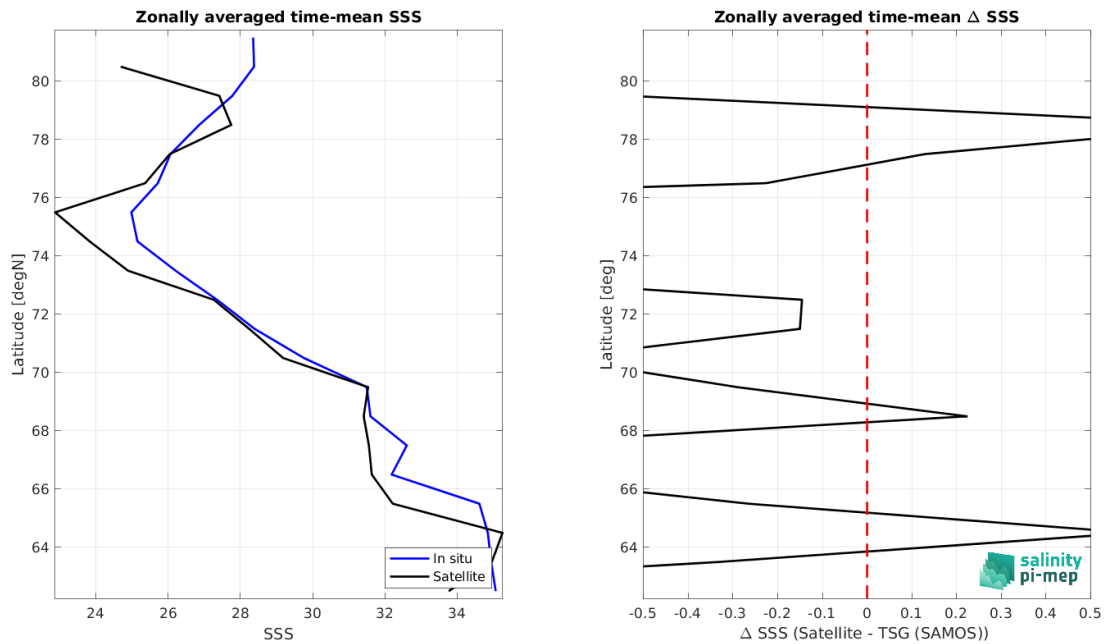 Zonally averaged time-mean SSS
80
78
76
74
72
70
68
66
64
Latitude [degN]
24 26 28 30 32 34
SSS
In situ
Satellite
Zonally averaged time-mean Δ SSS
80
78
76
74
72
70
68
66
64
Latitude [deg]
-0.5 -0.4 -0.3 -0.2 -0.1 0 0.1 0.2 0.3 0.4 0.5
Δ SSS (Satellite - TSG (SAMOS))
salinity
pi-mep